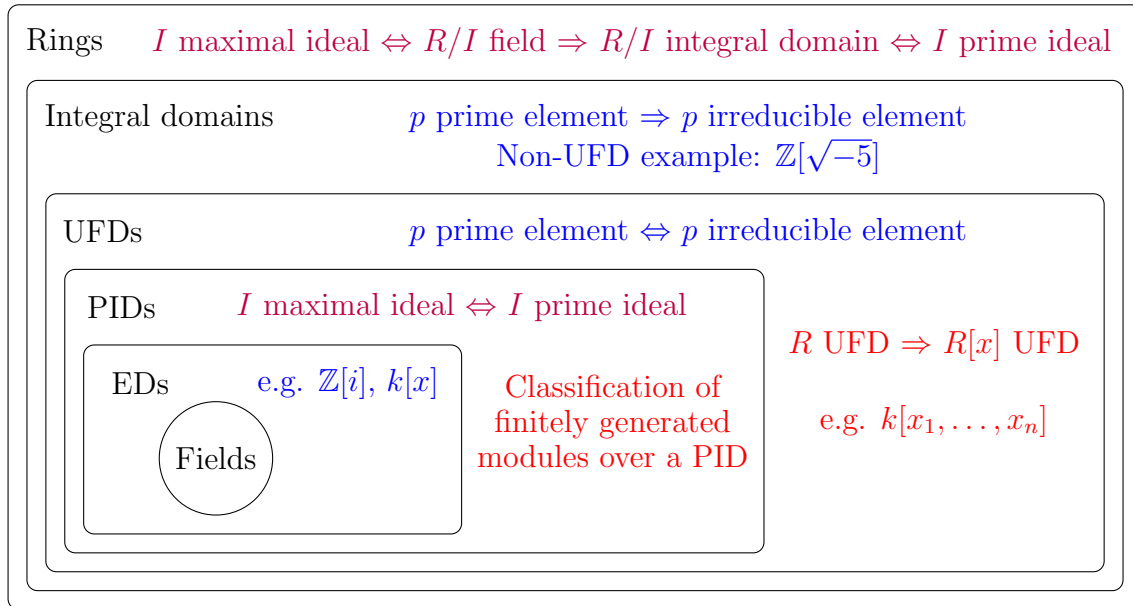 Rings I maximal ideal ⇔ R/I field ⇒ R/I integral domain ⇔ I prime ideal
Integral domains p prime element ⇒ p irreducible element
Non-UFD example: ℤ[√−5]
UFDs p prime element ⇔ p irreducible element
PIDs I maximal ideal ⇔ I prime ideal
R UFD ⇒ R[x] UFD
EDs e.g. ℤ[i], k[x]
Classification of
finitely generated
modules over a PID
e.g. k[x₁, . . . , xₙ]
Fields